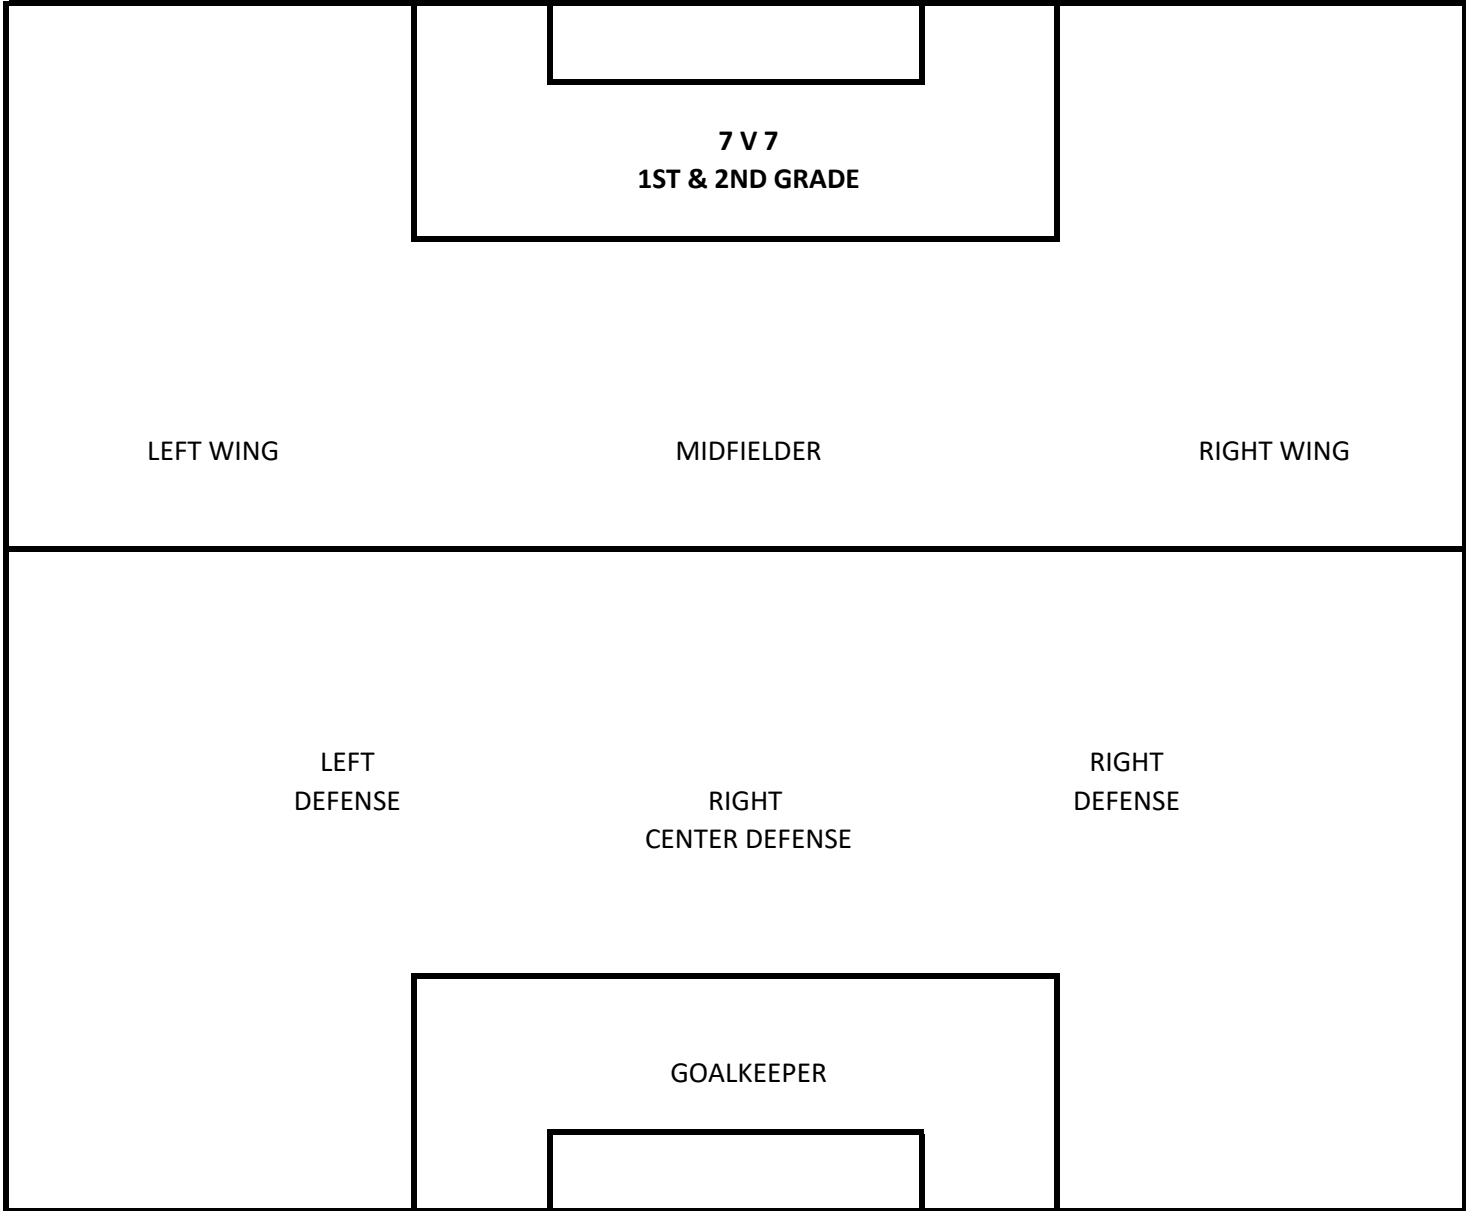 7 V 7
1ST & 2ND GRADE
LEFT WING
MIDFIELDER
RIGHT WING
LEFT
DEFENSE
RIGHT
CENTER DEFENSE
RIGHT
DEFENSE
GOALKEEPER